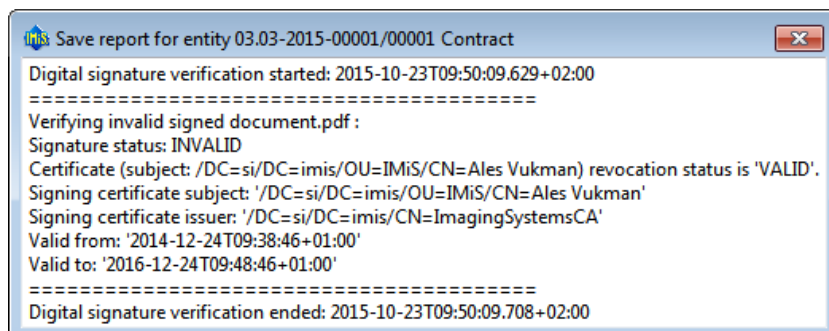 IMiS Save report for entity 03.03-2015-00001/00001 Contract
Digital signature verification started: 2015-10-23T09:50:09.629+02:00
========================================
Verifying invalid signed document.pdf :
Signature status: INVALID
Certificate (subject: /DC=si/DC=imis/OU=IMiS/CN=Ales Vukman) revocation status is 'VALID'.
Signing certificate subject: '/DC=si/DC=imis/OU=IMiS/CN=Ales Vukman'
Signing certificate issuer: '/DC=si/DC=imis/CN=ImagingSystemsCA'
Valid from: '2014-12-24T09:38:46+01:00'
Valid to: '2016-12-24T09:48:46+01:00'
========================================
Digital signature verification ended: 2015-10-23T09:50:09.708+02:00